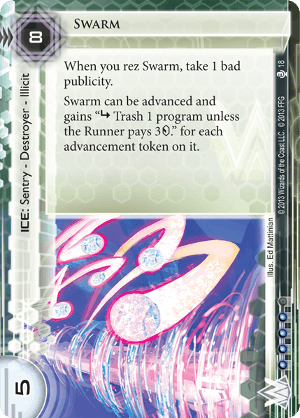 8
Swarm
When you rez Swarm, take 1 bad
publicity.
Swarm can be advanced and
gains “↳ Trash 1 program unless
the Runner pays 3.” for each
advancement token on it.
ICE: Sentry - Destroyer - Illicit
18
© 2013 Wizards of the Coast LLC. © 2013 FFG
Illus. Ed Mattinian
5